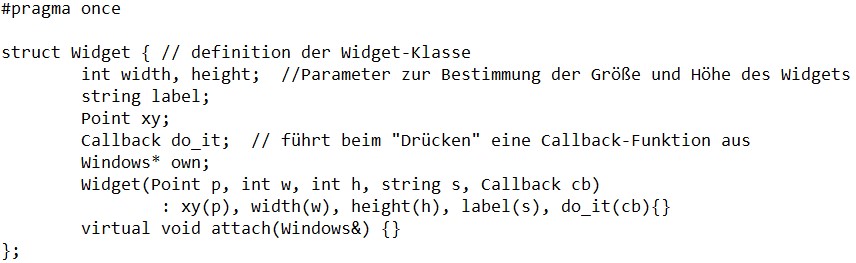 #pragma once

struct Widget { // definition der Widget-Klasse
        int width, height;  //Parameter zur Bestimmung der Größe und Höhe des Widgets
        string label;
        Point xy;
        Callback do_it;  // führt beim "Drücken" eine Callback-Funktion aus
        Windows* own;
        Widget(Point p, int w, int h, string s, Callback cb)
                : xy(p), width(w), height(h), label(s), do_it(cb){}
        virtual void attach(Windows&) {}
};